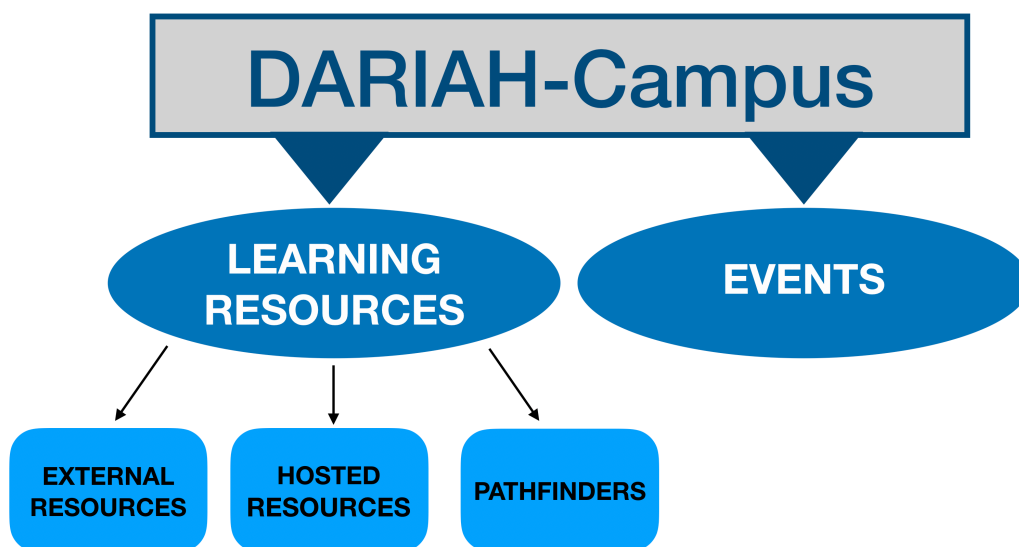 DARIAH-Campus
LEARNING
RESOURCES
EVENTS
EXTERNAL
RESOURCES
HOSTED
RESOURCES
PATHFINDERS